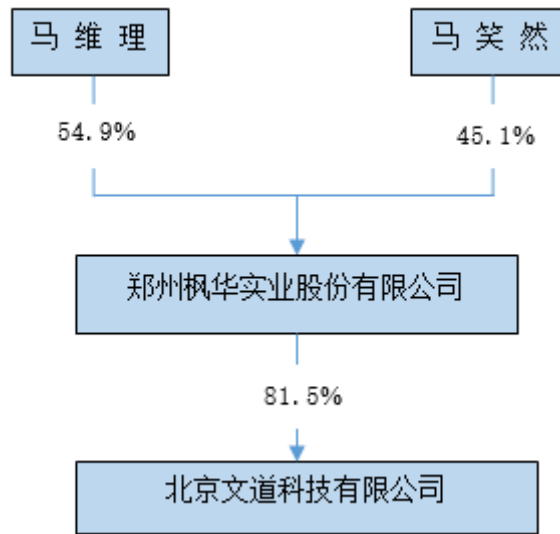 马 维 理
马 笑 然
54.9%
45.1%
郑州枫华实业股份有限公司
81.5%
北京文道科技有限公司